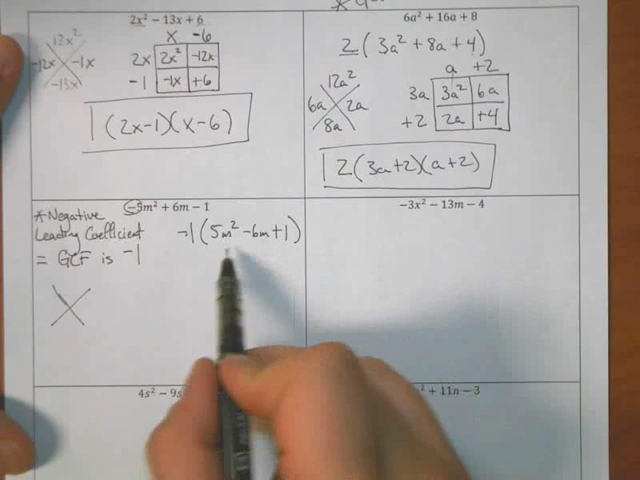 2x² − 13x + 6
12x²
-12x -1x
-13x
x -6
2x 2x² -12x
-1 -1x +6
(2x-1)(x-6)
6a² + 16a + 8
2(3a² + 8a + 4)
12a²
6a 2a
8a
a +2
3a 3a² 6a
+2 2a +4
2(3a+2)(a+2)
−5m² + 6m − 1
*Negative
Leading Coefficient
= GCF is -1
-1(5m² -6m +1)
−3x² − 13m − 4
4s² − 9s
² + 11n − 3